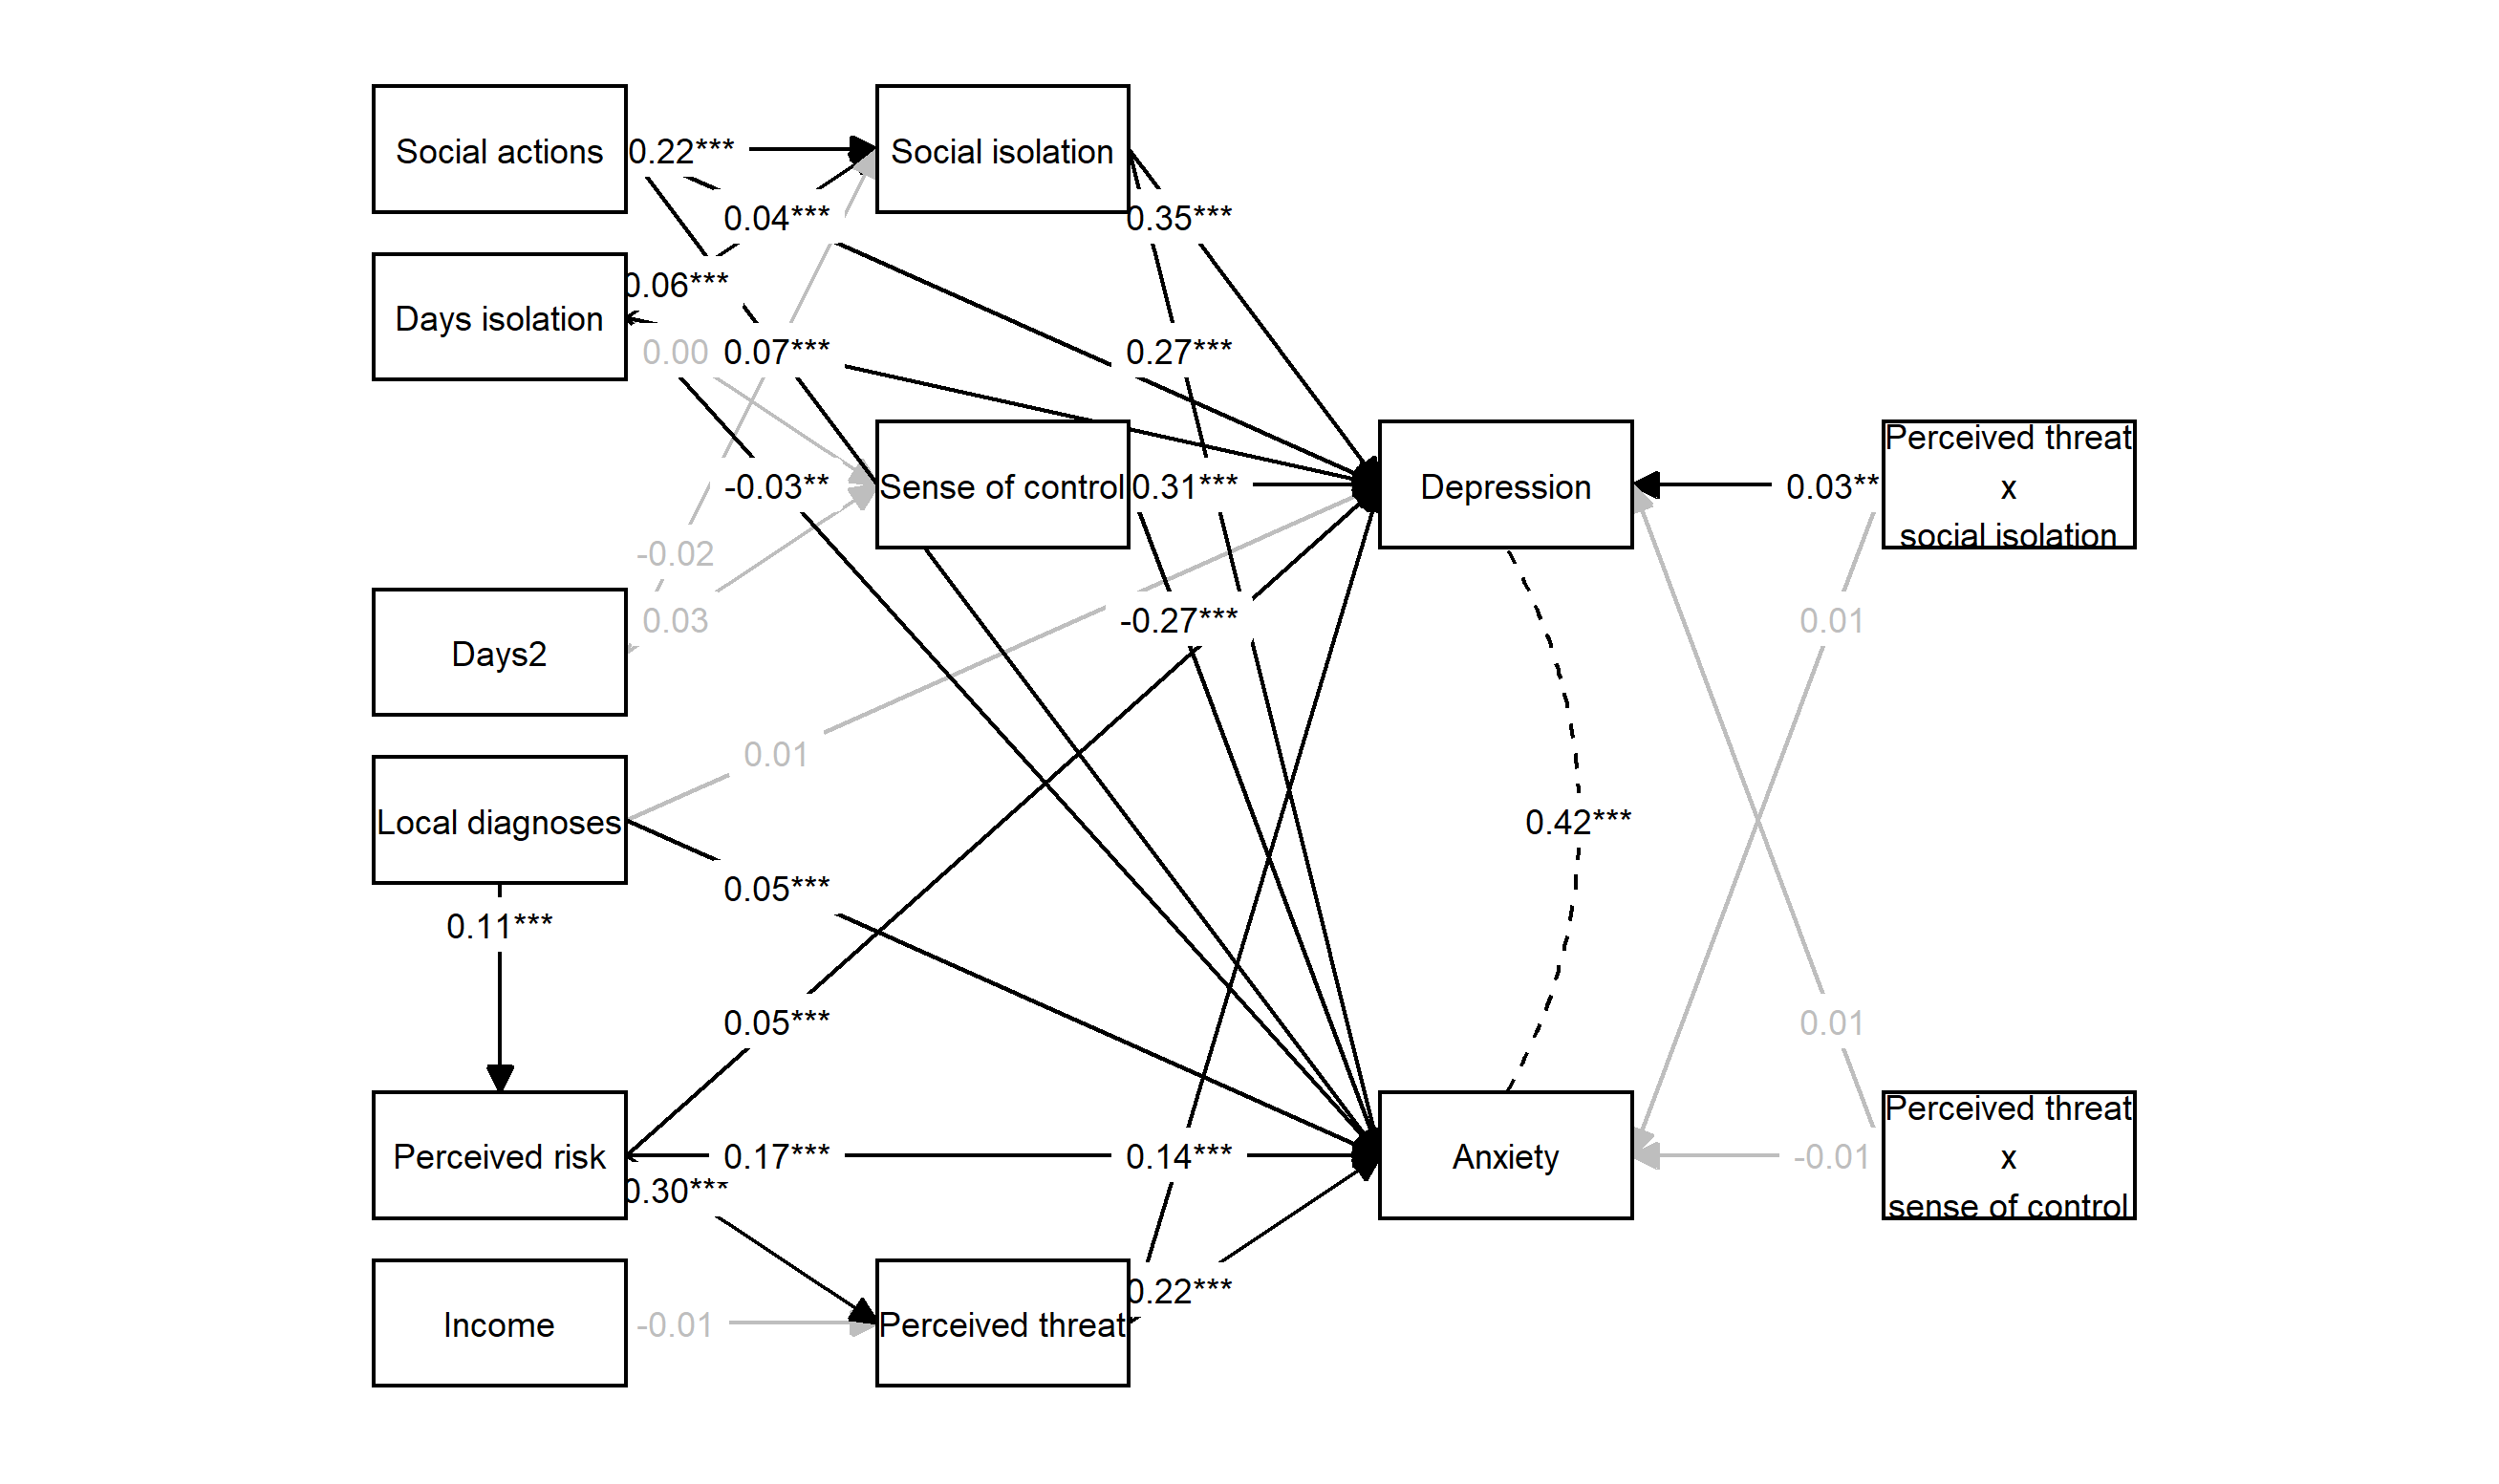 Social actions
0.22***
Social isolation
0.04***
0.35***
0.06***
Days isolation
0.00
0.07***
0.27***
Perceived threat
x
social isolation
-0.03**
Sense of control
0.31***
Depression
0.03**
-0.02
0.03
-0.27***
0.01
Days2
0.01
Local diagnoses
0.42***
0.05***
0.11***
0.05***
0.01
Perceived threat
x
sense of control
Perceived risk
0.17***
0.14***
Anxiety
-0.01
0.30***
0.22***
Income
-0.01
Perceived threat